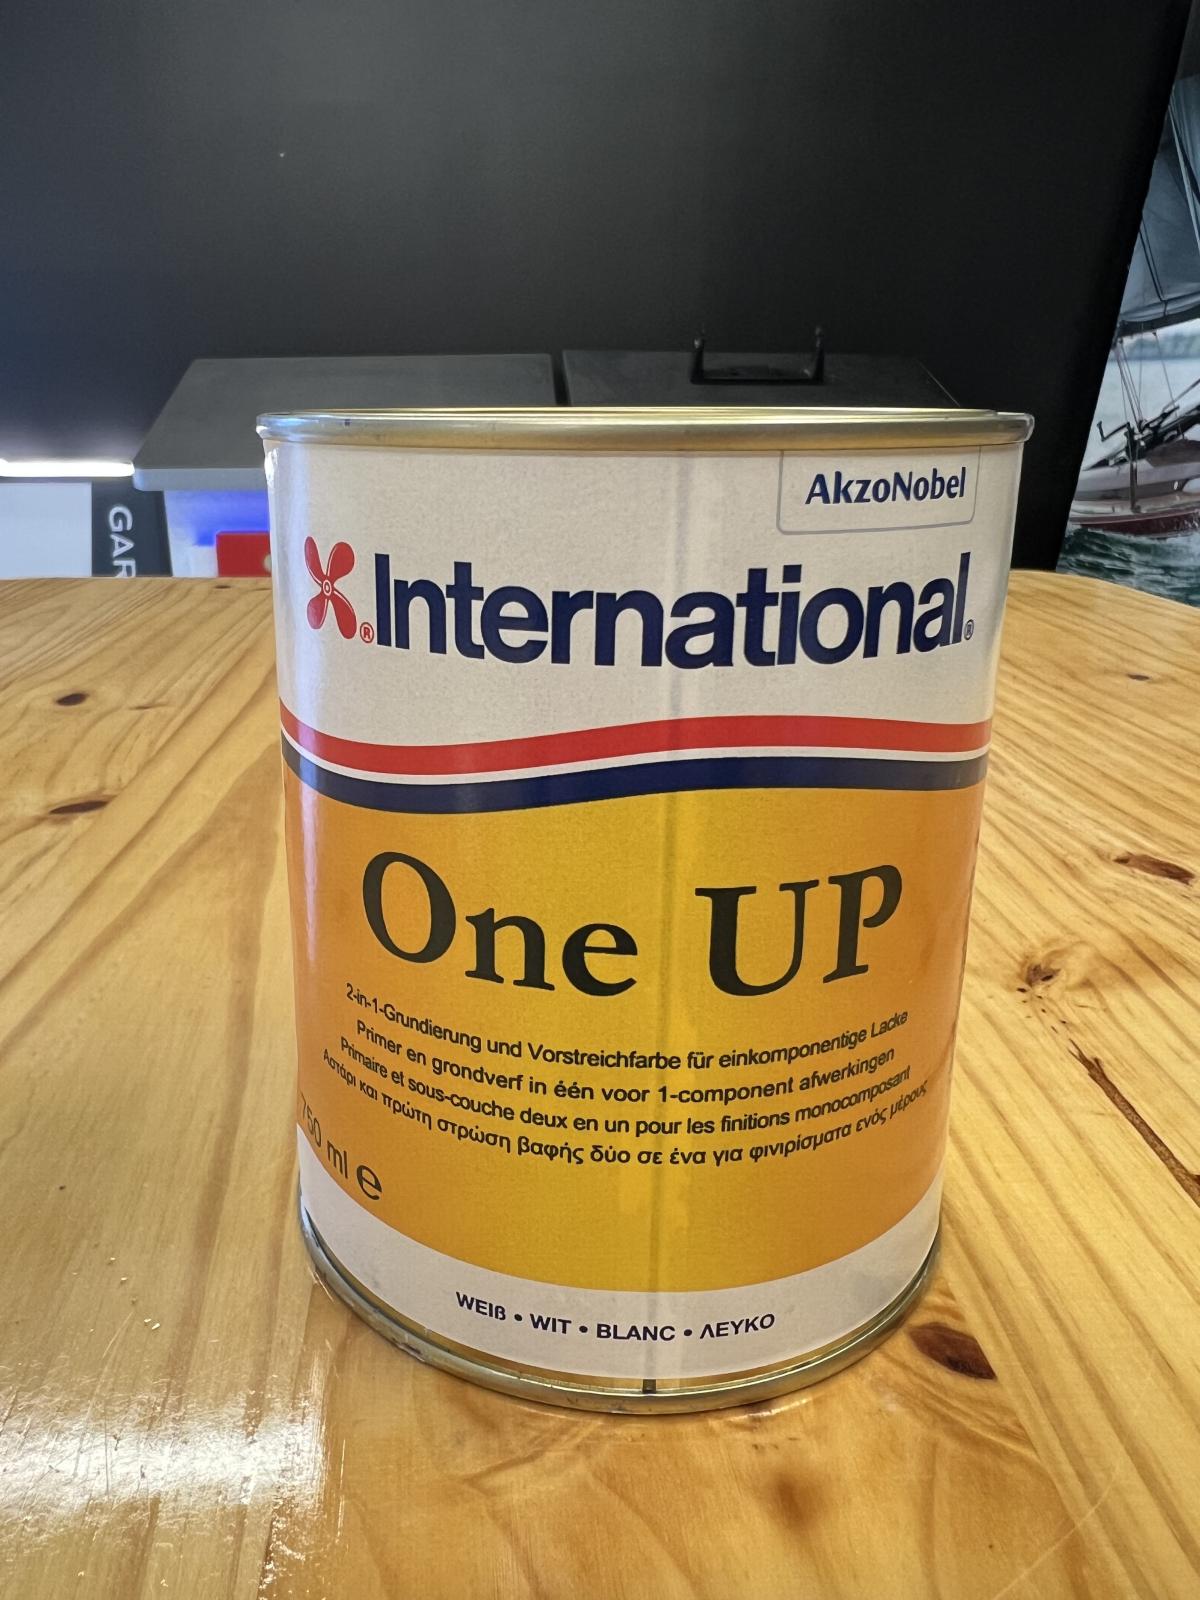 AkzoNobel
International®
One UP
2-in-1-Grundierung und Vorstreichfarbe für einkomponentige Lacke
Primer en grondverf in één voor 1-component afwerkingen
Primaire et sous-couche deux en un pour les finitions monocomposant
Αστάρι και πρώτη στρώση βαφής δύο σε ένα για φινιρίσματα ενός μέρους
750 ml e
WEIß • WIT • BLANC • ΛΕΥΚΟ
GAR